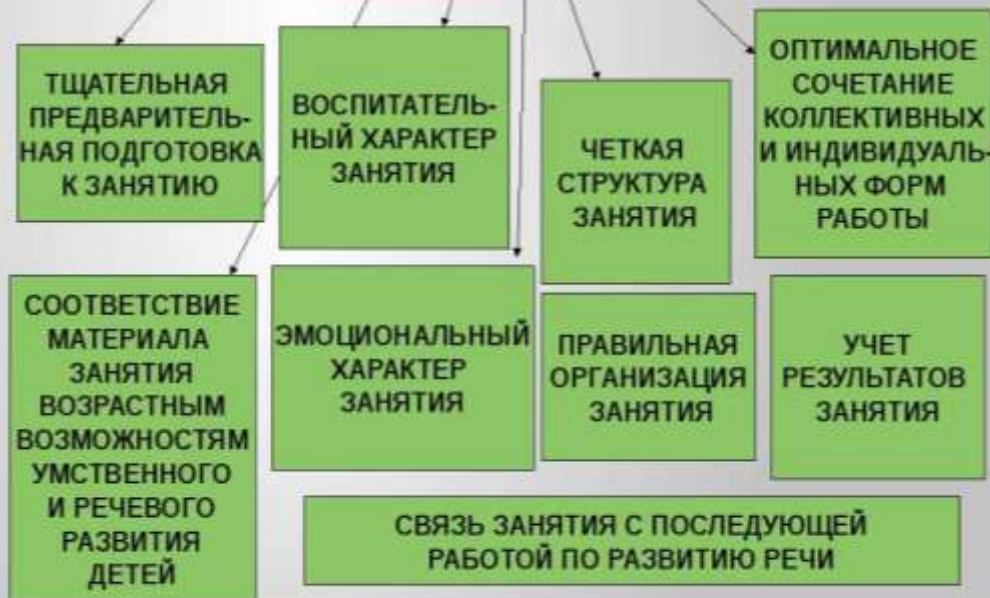 ТЩАТЕЛЬНАЯ
ПРЕДВАРИТЕЛЬ-
НАЯ ПОДГОТОВКА
К ЗАНЯТИЮ
ВОСПИТАТЕЛЬ-
НЫЙ ХАРАКТЕР
ЗАНЯТИЯ
ЧЕТКАЯ
СТРУКТУРА
ЗАНЯТИЯ
ОПТИМАЛЬНОЕ
СОЧЕТАНИЕ
КОЛЛЕКТИВНЫХ
И ИНДИВИДУАЛЬ-
НЫХ ФОРМ
РАБОТЫ
СООТВЕТСТВИЕ
МАТЕРИАЛА
ЗАНЯТИЯ
ВОЗРАСТНЫМ
ВОЗМОЖНОСТЯМ
УМСТВЕННОГО
И РЕЧЕВОГО
РАЗВИТИЯ
ДЕТЕЙ
ЭМОЦИОНАЛЬНЫЙ
ХАРАКТЕР
ЗАНЯТИЯ
ПРАВИЛЬНАЯ
ОРГАНИЗАЦИЯ
ЗАНЯТИЯ
УЧЕТ
РЕЗУЛЬТАТОВ
ЗАНЯТИЯ
СВЯЗЬ ЗАНЯТИЯ С ПОСЛЕДУЮЩЕЙ
РАБОТОЙ ПО РАЗВИТИЮ РЕЧИ